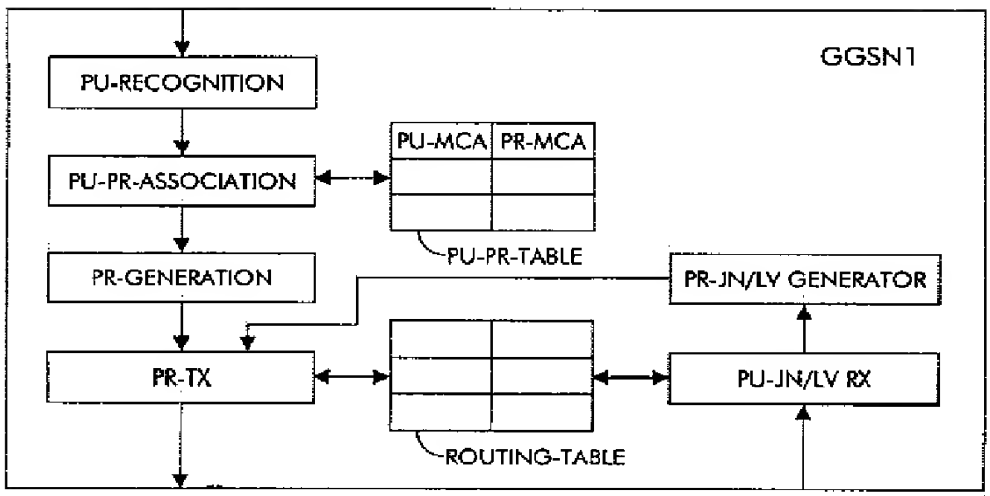 GGSN1
PU-RECOGNITION
PU-MCA PR-MCA
PU-PR-ASSOCIATION
PU-PR-TABLE
PR-GENERATION
PR-JN/LV GENERATOR
PR-TX
PU-JN/LV RX
ROUTING-TABLE